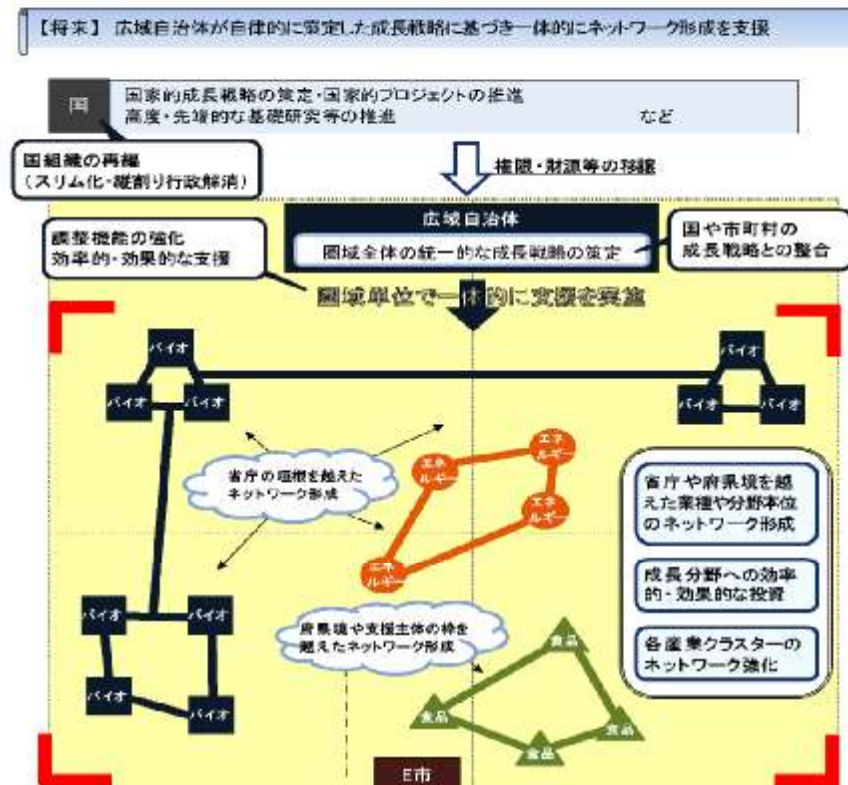 【将来】 広域自治体が自律的に策定した成長戦略に基づき一体的にネットワーク形成を支援
国
国家的成長戦略の策定・国家的プロジェクトの推進
高度・先端的な基礎研究等の推進 など
国組織の再編
(スリム化・縦割り行政解消)
権限・財源等の移譲
広域自治体
圏域全体の統一的な成長戦略の策定
国や市町村の
成長戦略との整合
調整機能の強化
効率的・効果的な支援
圏域単位で一体的に支援を実施
バイオ
バイオ
バイオ
バイオ
バイオ
バイオ
省庁の垣根を越えた
ネットワーク形成
エネ
ルギー
エネ
ルギー
エネ
ルギー
エネ
ルギー
省庁や府県境を越
えた業種や分野本位
のネットワーク形成
成長分野への効率
的・効果的な投資
各産業クラスターの
ネットワーク強化
バイオ
バイオ
バイオ
バイオ
府県境や支援主体の枠を
越えたネットワーク形成
食品
食品
食品
食品
E市